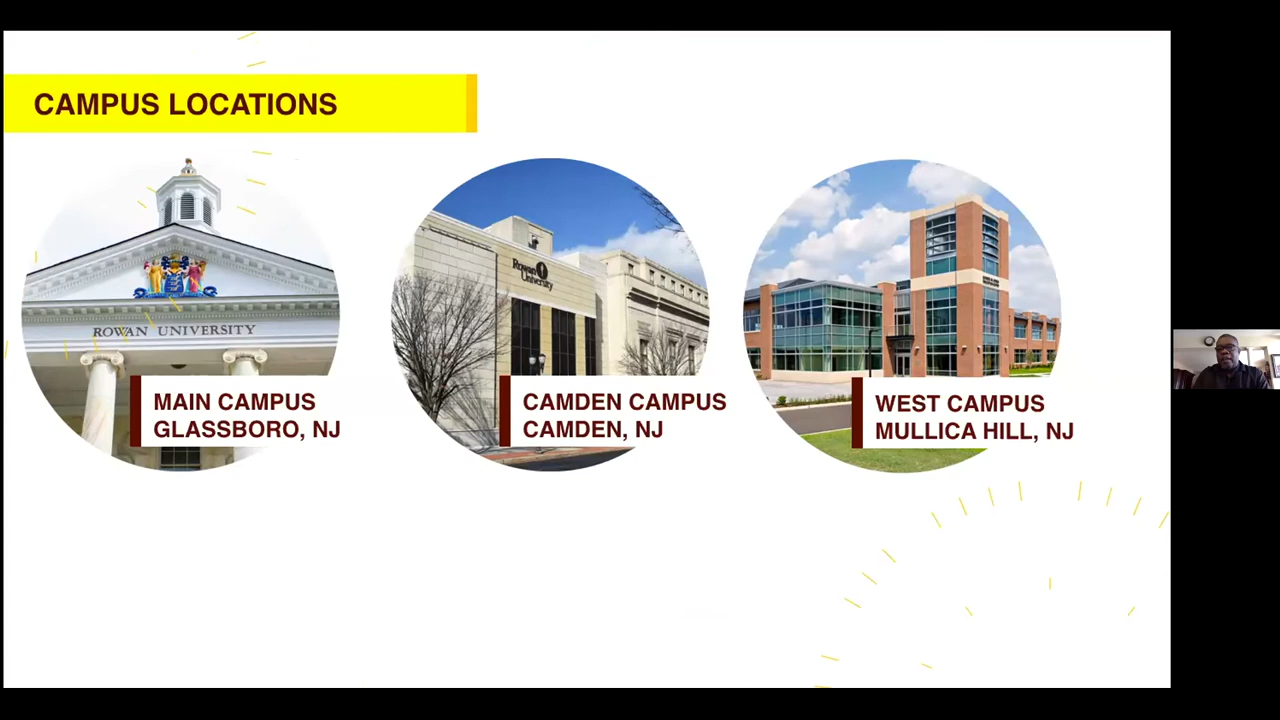 CAMPUS LOCATIONS
ROWAN UNIVERSITY
MAIN CAMPUS
GLASSBORO, NJ
Rowan
University
CAMDEN CAMPUS
CAMDEN, NJ
WEST CAMPUS
MULLICA HILL, NJ